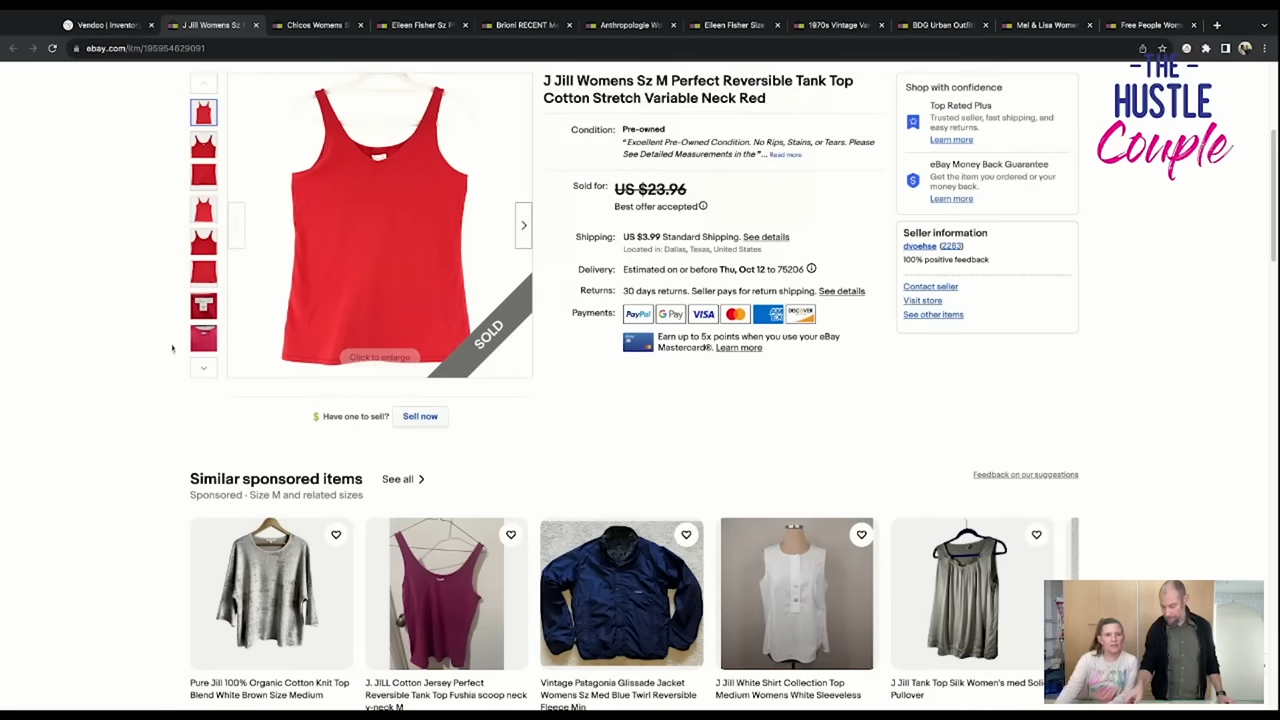 Vendoo | Inventory
J Jill Womens Sz
Chicos Womens S
Eileen Fisher Sz P
Brioni RECENT M
Anthropologie Wo
Eileen Fisher Size
1970s Vintage Var
BDG Urban Outfit
Mel & Lisa Wome
Free People Wom
ebay.com/itm/195954629091
THE
HUSTLE
Couple
J Jill Womens Sz M Perfect Reversible Tank Top
Cotton Stretch Variable Neck Red
Condition: Pre-owned
“Excellent Pre-Owned Condition. No Rips, Stains, or Tears. Please
See Detailed Measurements in the”... Read more
Sold for: US $23.96
Best offer accepted
Shipping: US $3.99 Standard Shipping. See details
Located in: Dallas, Texas, United States
Delivery: Estimated on or before Thu, Oct 12 to 75206
Returns: 30 days returns. Seller pays for return shipping. See details
Payments: PayPal G Pay VISA AM EX DISCOVER
Earn up to 5x points when you use your eBay
Mastercard®. Learn more
SOLD
Click to enlarge
Have one to sell? Sell now
Shop with confidence
Top Rated Plus
Trusted seller, fast shipping, and
easy returns.
Learn more
eBay Money Back Guarantee
Get the item you ordered or your
money back.
Learn more
Seller information
dvoehse (2283)
100% positive feedback
Contact seller
Visit store
See other items
Similar sponsored items See all
Feedback on our suggestions
Sponsored · Size M and related sizes
Pure Jill 100% Organic Cotton Knit Top
Blend White Brown Size Medium
J. JILL Cotton Jersey Perfect
Reversible Tank Top Fushia scoop neck
v-neck M
Vintage Patagonia Glissade Jacket
Womens Sz Med Blue Twirl Reversible
Fleece Min
J Jill White Shirt Collection Top
Medium Womens White Sleeveless
J Jill Tank Top Silk Women's med Soli
Pullover